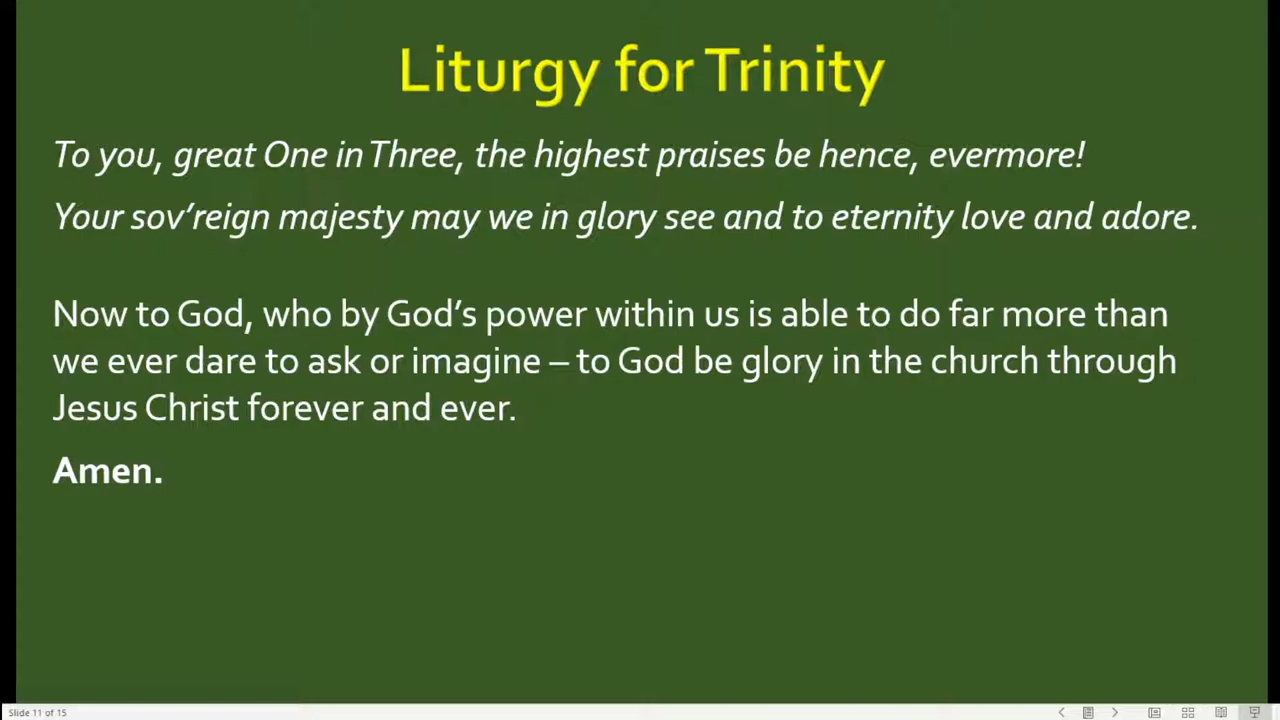 Liturgy for Trinity
To you, great One in Three, the highest praises be hence, evermore!
Your sov’reign majesty may we in glory see and to eternity love and adore.
Now to God, who by God’s power within us is able to do far more than
we ever dare to ask or imagine – to God be glory in the church through
Jesus Christ forever and ever.
Amen.
Slide 11 of 15